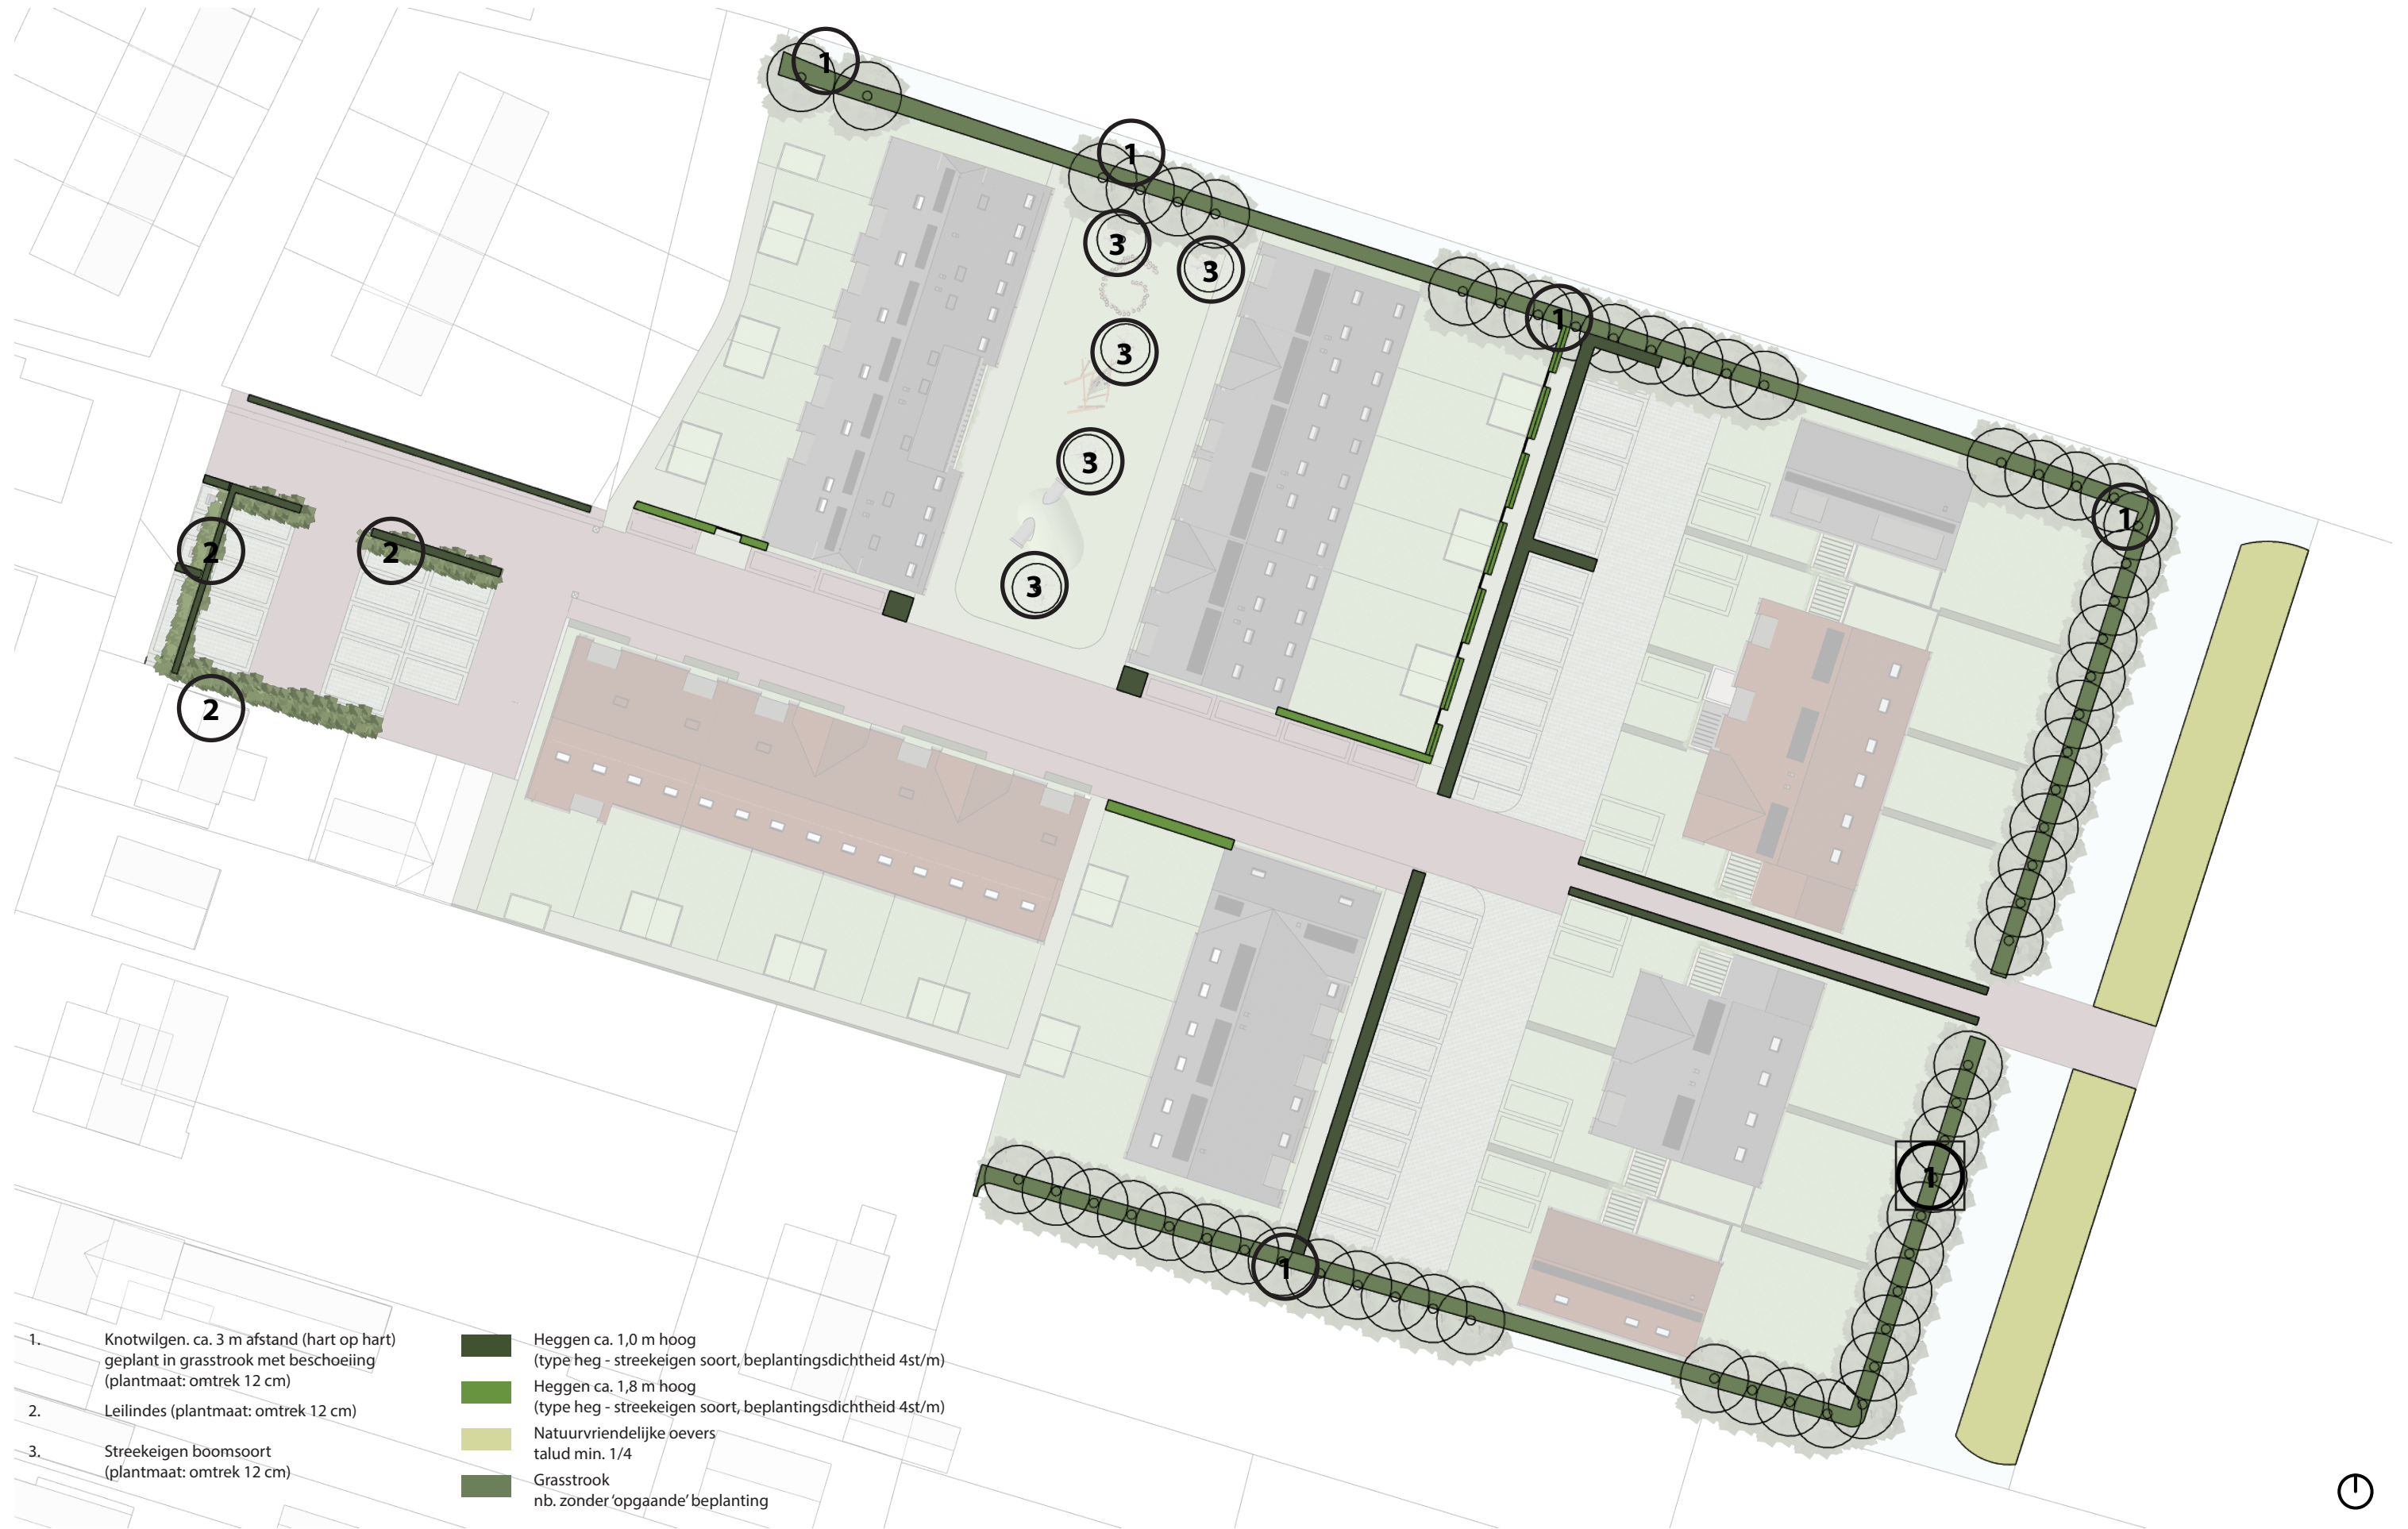 1
1
3
3
3
1
3
1
2
2
3
2
1
1
1. Knotwilgen. ca. 3 m afstand (hart op hart)
geplant in grasstrook met beschoeiing
(plantmaat: omtrek 12 cm)
2. Leilindes (plantmaat: omtrek 12 cm)
3. Streekeigen boomsoort
(plantmaat: omtrek 12 cm)
Heggen ca. 1,0 m hoog
(type heg - streekeigen soort, beplantingsdichtheid 4st/m)
Heggen ca. 1,8 m hoog
(type heg - streekeigen soort, beplantingsdichtheid 4st/m)
Natuurvriendelijke oevers
talud min. 1/4
Grasstrook
nb. zonder ‘opgaande’ beplanting